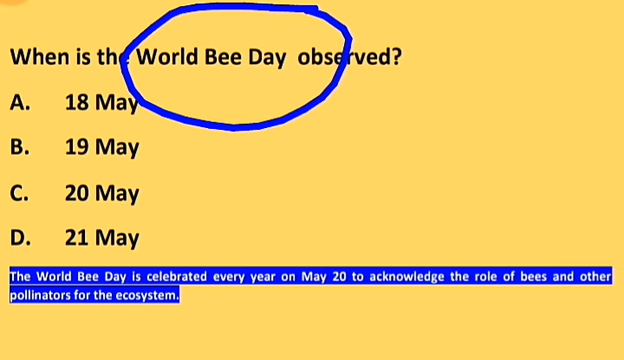 When is the World Bee Day observed?
A. 18 May
B. 19 May
C. 20 May
D. 21 May
The World Bee Day is celebrated every year on May 20 to acknowledge the role of bees and other
pollinators for the ecosystem.